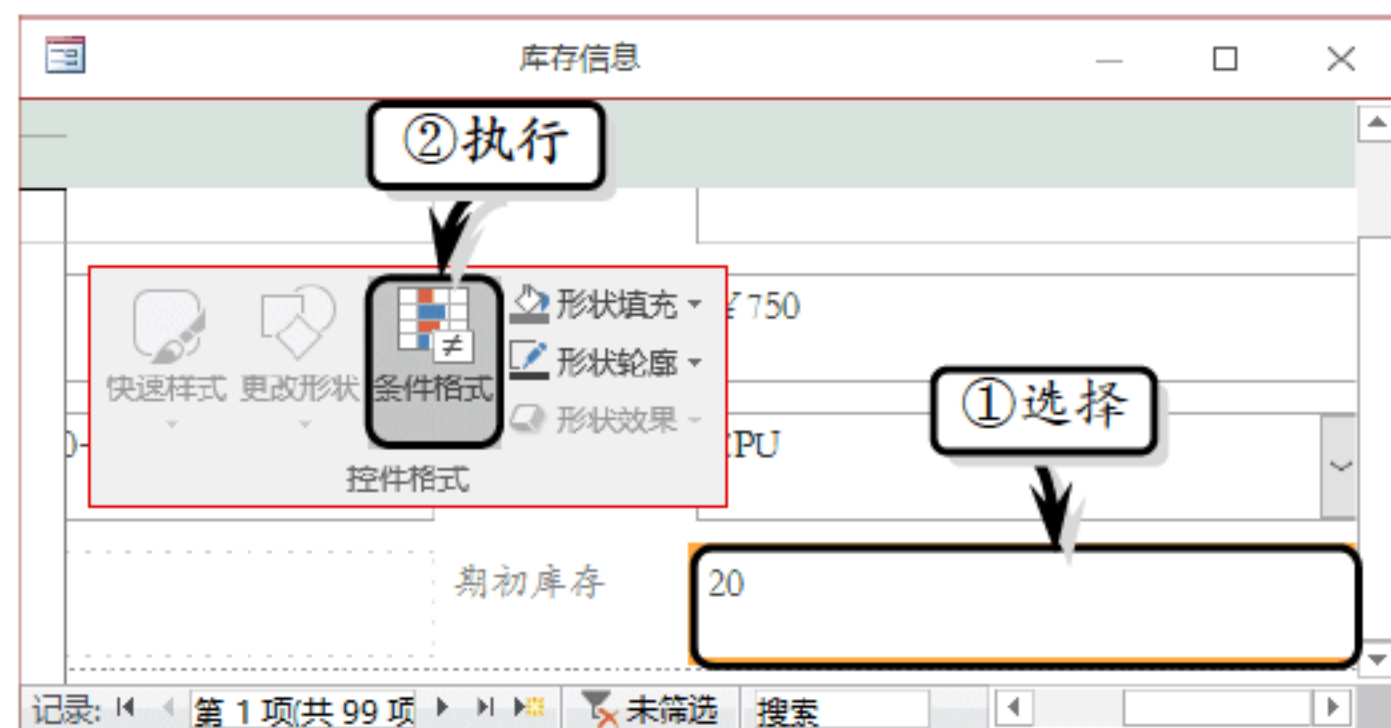 库存信息
②执行
形状填充
¥750
快速样式 更改形状 条件格式
形状轮廓
①选择
形状效果
PU
控件格式
期初库存 20
记录: 第 1 项(共 99 项 未筛选 搜索